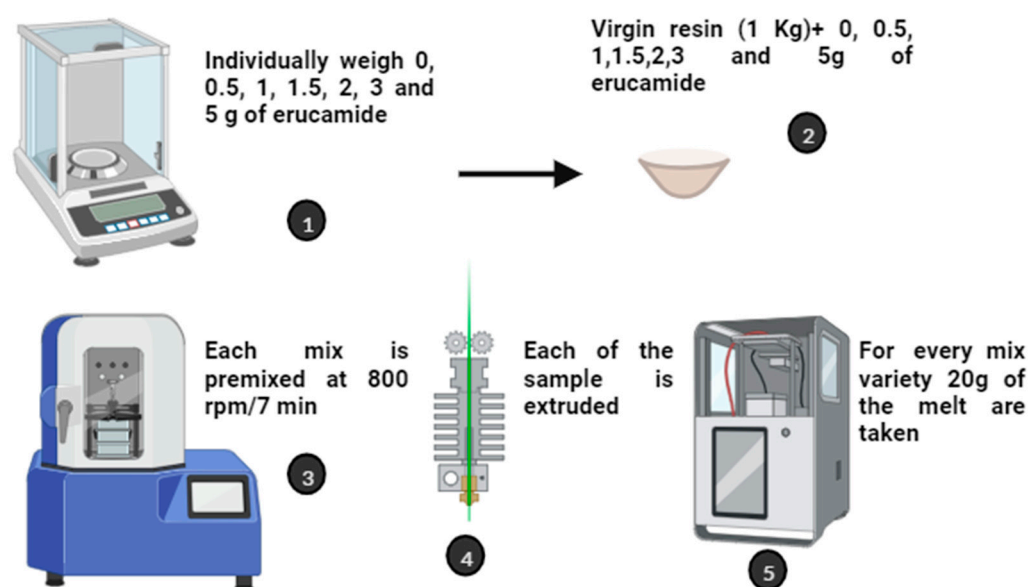 Individually weigh 0,
0.5, 1, 1.5, 2, 3 and
5 g of erucamide
1
Virgin resin (1 Kg)+ 0, 0.5,
1,1.5,2,3 and 5g of
erucamide
2
Each mix is
premixed at 800
rpm/7 min
3
Each of the
sample is
extruded
4
For every mix
variety 20g of
the melt are
taken
5